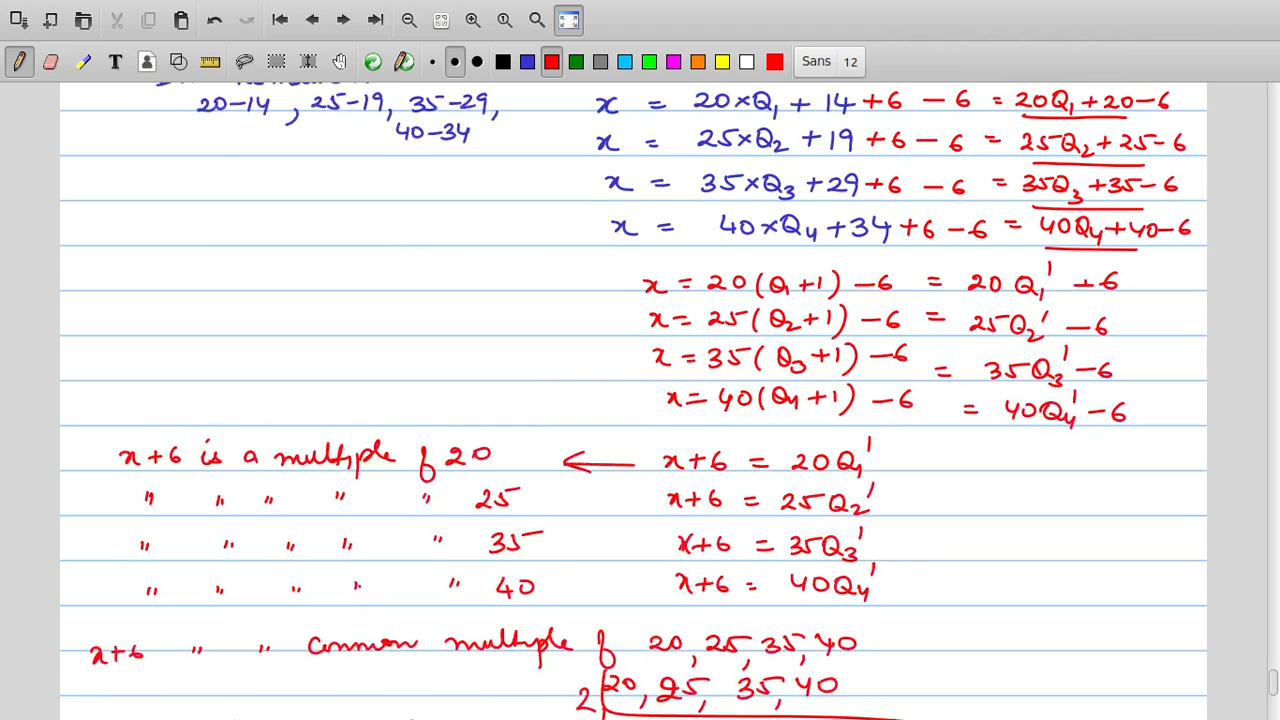 Sans 12
20-14, 25-19, 35-29,
40-34
x = 20×Q₁ + 14 +6 - 6 = 20Q₁+20-6
x = 25×Q₂ +19 +6 - 6 = 25Q₂+25-6
x = 35×Q₃ +29 +6 - 6 = 35Q₃+35-6
x = 40×Q₄ +34 +6 -6 = 40Q₄+40-6
x = 20(Q₁+1) -6 = 20 Q₁' -6
x = 25(Q₂+1) -6 = 25Q₂' -6
x = 35(Q₃+1) -6 = 35Q₃' -6
x = 40(Q₄+1) -6 = 40Q₄' -6
x+6 is a multiple of 20 ← x+6 = 20Q₁'
" " " " " 25 x+6 = 25Q₂'
" " " " " 35 x+6 = 35Q₃'
" " " " " 40 x+6 = 40Q₄'
x+6 " " common multiple of 20, 25, 35, 40
2 20, 25, 35, 40